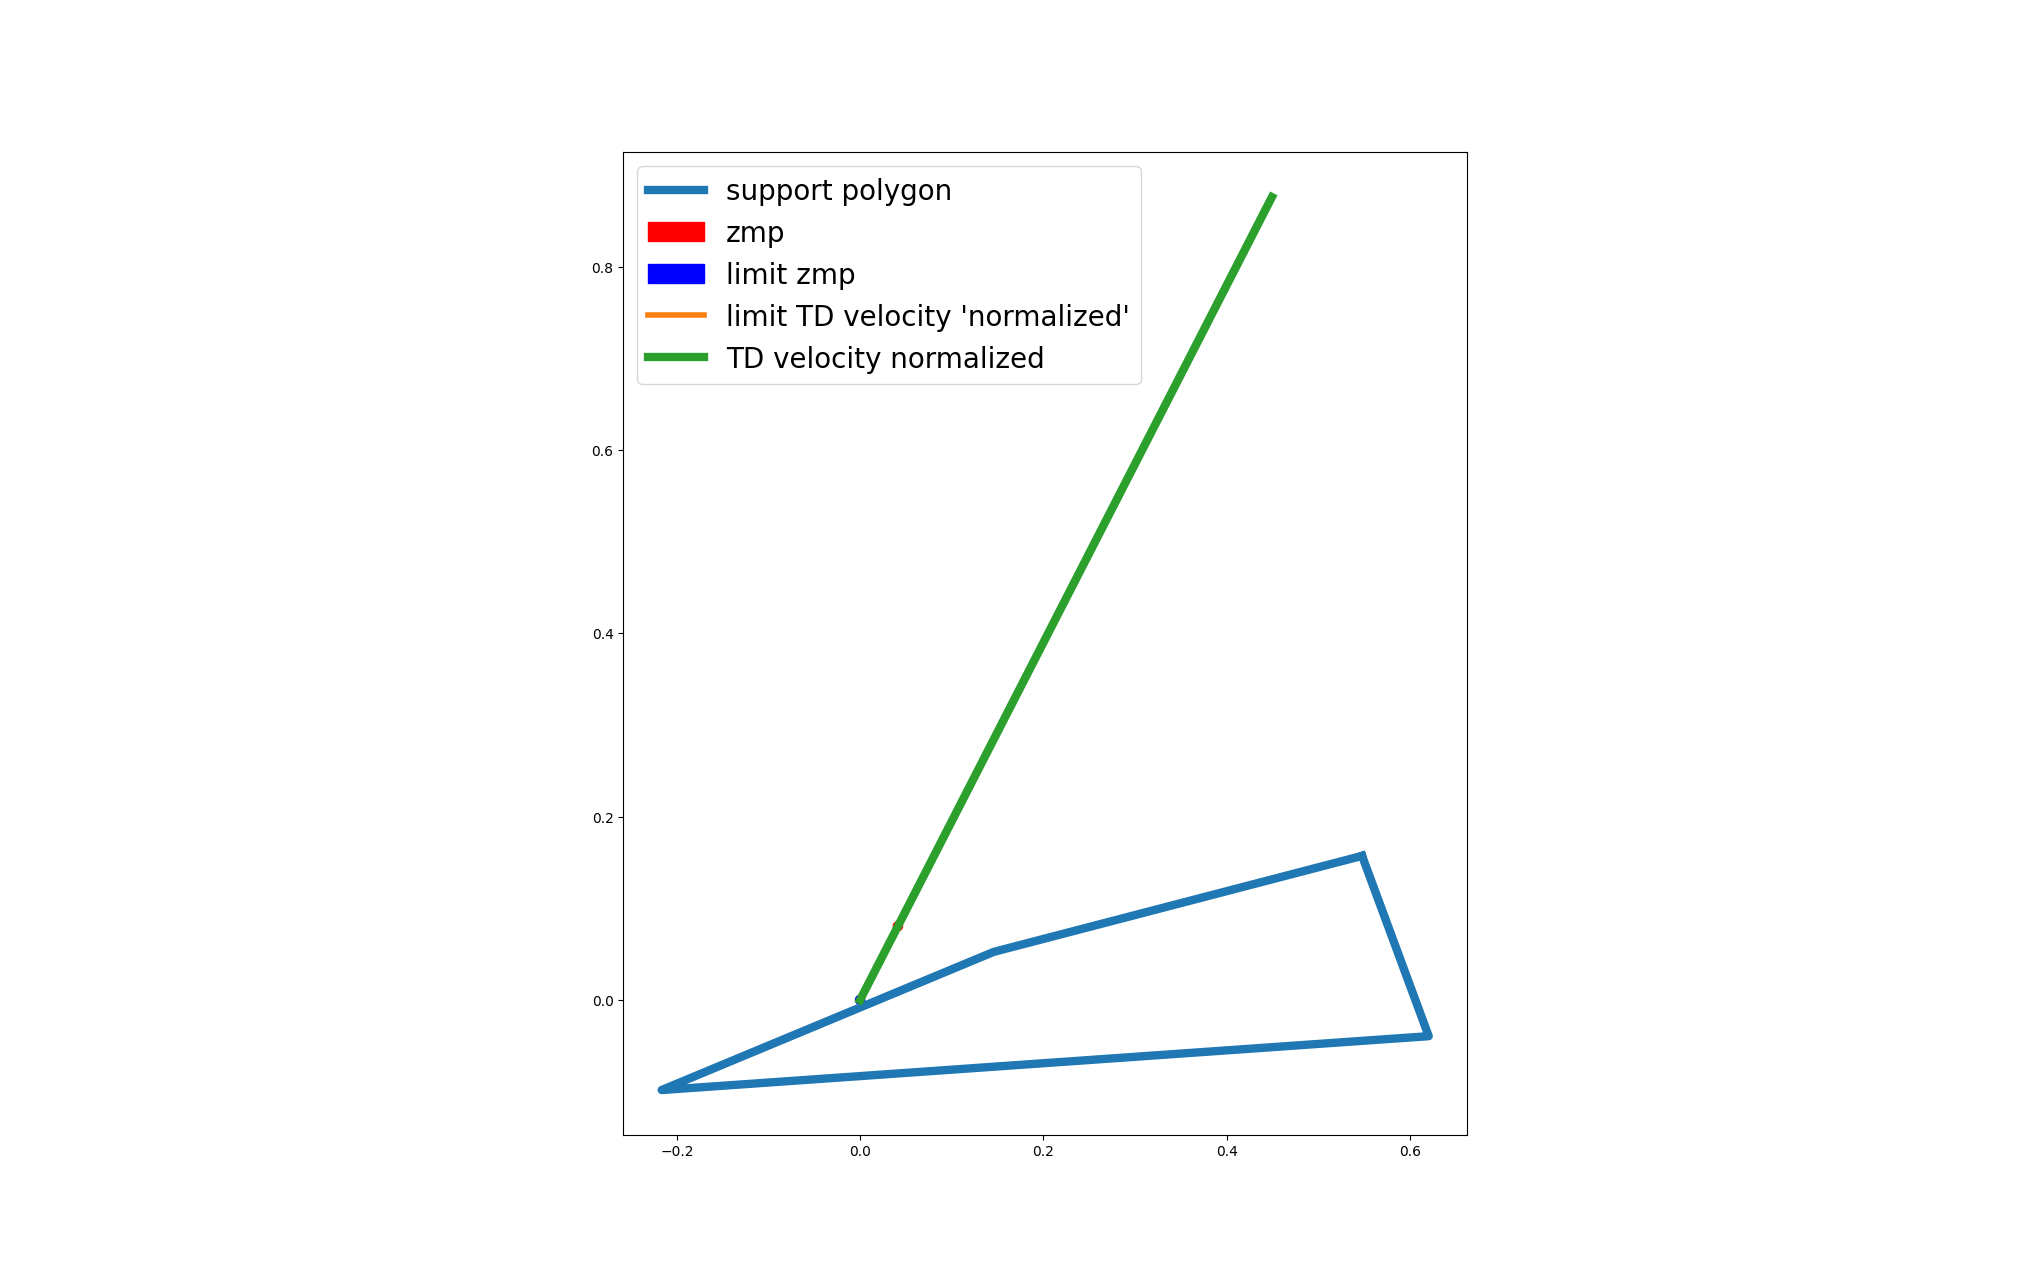 support polygon
zmp
limit zmp
limit TD velocity 'normalized'
TD velocity normalized
0.8
0.6
0.4
0.2
0.0
−0.2 0.0 0.2 0.4 0.6